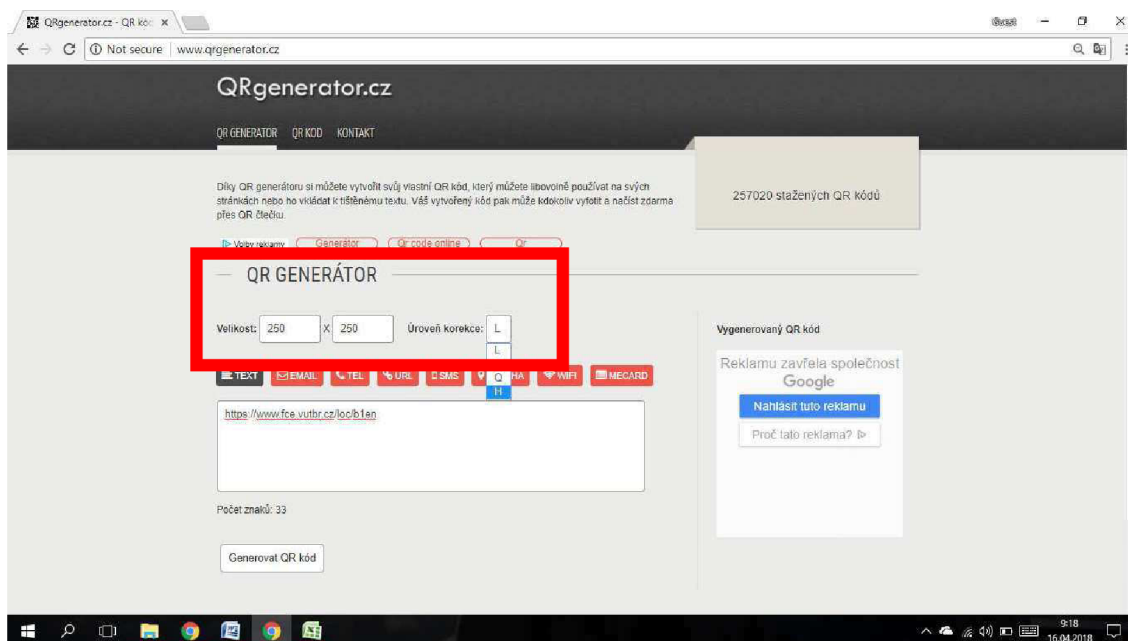 QRgenerator.cz - QR kóc
Guest
Not secure | www.qrgenerator.cz
QRgenerator.cz
QR GENERÁTOR QR KÓD KONTAKT
257020 stažených QR kódů
Díky QR generátoru si můžete vytvořit svůj vlastní QR kód, který můžete libovolně používat na svých
stránkách nebo ho vkládat k tištěnému textu. Váš vytvořený kód pak může kdokoliv vyfotit a načíst zdarma
přes QR čtečku.
Volby reklamy Generátor Qr code online Qr
QR GENERÁTOR
Velikost: 250 X 250 Úroveň korekce: L
L
Q
H
TEXT EMAIL TEL URL SMS WIFI MECARD
https://www.fce.vutbr.cz/loc/b1en
Počet znaků: 33
Generovat QR kód
Vygenerovaný QR kód
Reklamu zavřela společnost
Google
Nahlásit tuto reklamu
Proč tato reklama?
9:18
16.04.2018